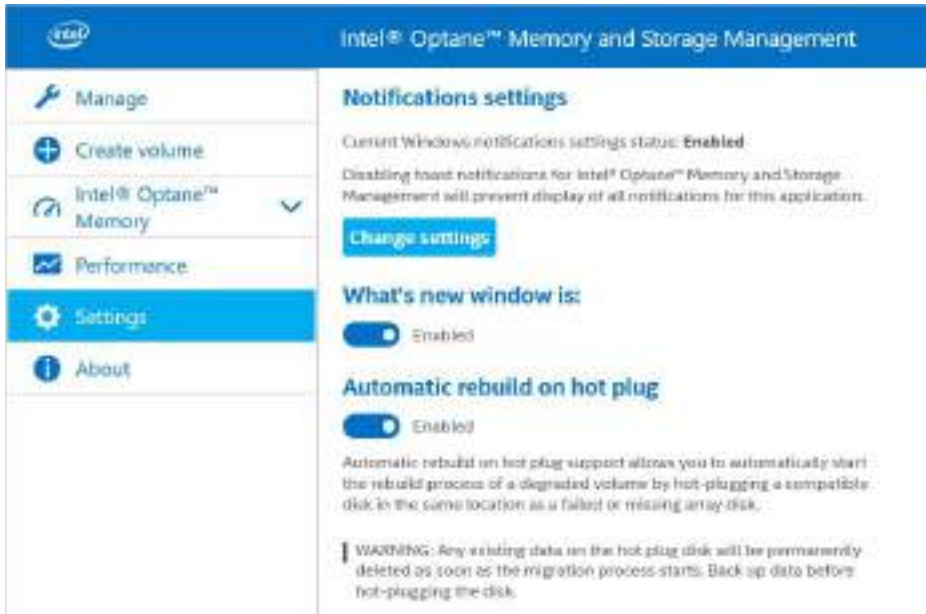 intel
Intel® Optane™ Memory and Storage Management
Manage
Create volume
Intel® Optane™
Memory
Performance
Settings
About
Notifications settings
Current Windows notifications settings status: Enabled
Disabling toast notifications for Intel® Optane™ Memory and Storage
Management will prevent display of all notifications for this application.
Change settings
What's new window is:
Enabled
Automatic rebuild on hot plug
Enabled
Automatic rebuild on hot plug support allows you to automatically start
the rebuild process of a degraded volume by hot-plugging a compatible
disk in the same location as a failed or missing array disk.
WARNING: Any existing data on the hot plug disk will be permanently
deleted as soon as the migration process starts. Back up data before
hot-plugging the disk.